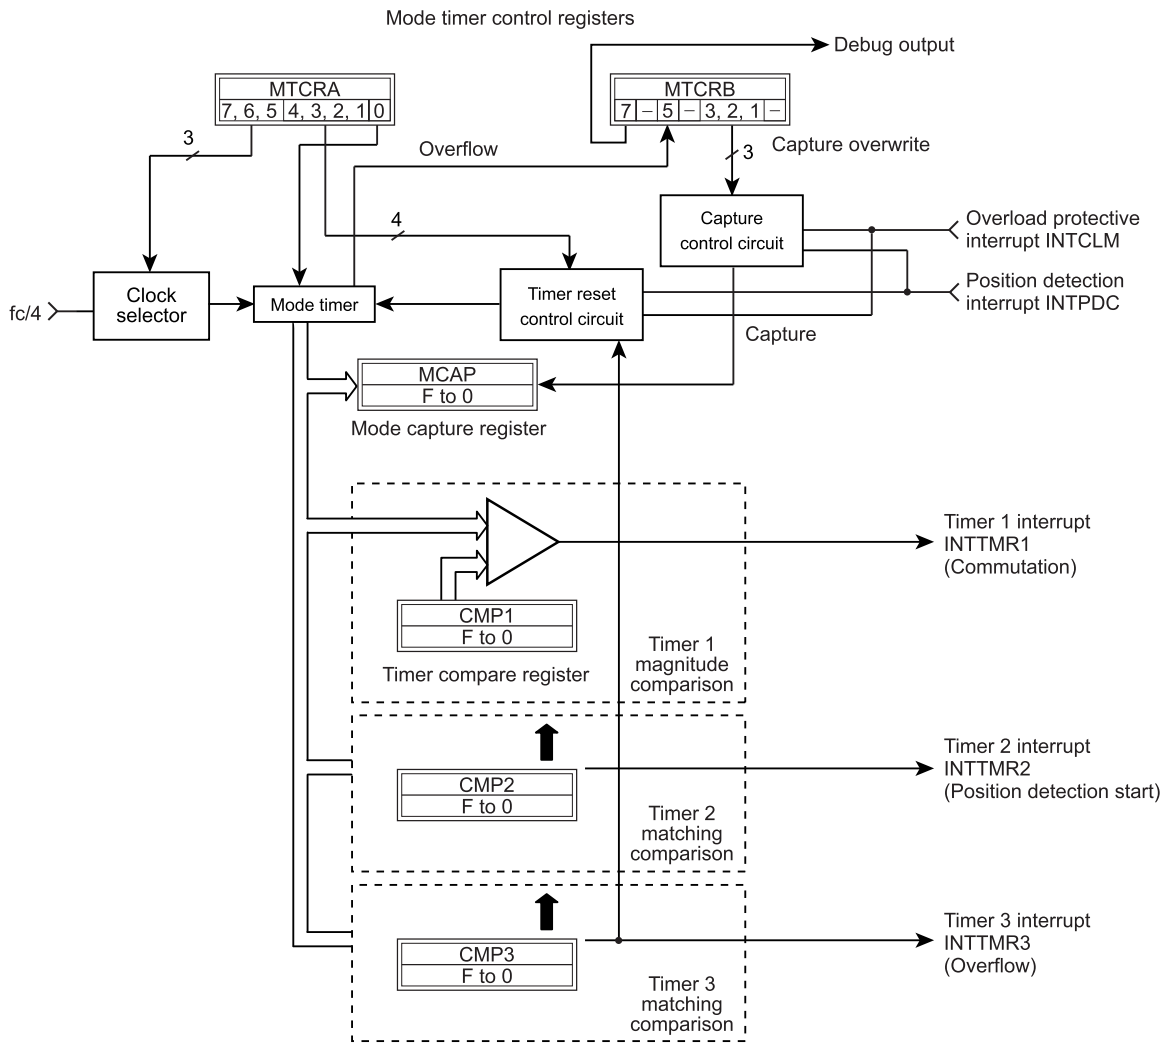 Mode timer control registers
Debug output
MTCRA
7, 6, 5 4, 3, 2, 1 0
MTCRB
7 – 5 – 3, 2, 1 –
3
Overflow
3
Capture overwrite
4
Capture
control circuit
Overload protective
interrupt INTCLM
Position detection
interrupt INTPDC
fc/4
Clock
selector
Mode timer
Timer reset
control circuit
Capture
MCAP
F to 0
Mode capture register
Timer 1 interrupt
INTTMR1
(Commutation)
CMP1
F to 0
Timer compare register
Timer 1
magnitude
comparison
CMP2
F to 0
Timer 2
matching
comparison
Timer 2 interrupt
INTTMR2
(Position detection start)
CMP3
F to 0
Timer 3
matching
comparison
Timer 3 interrupt
INTTMR3
(Overflow)